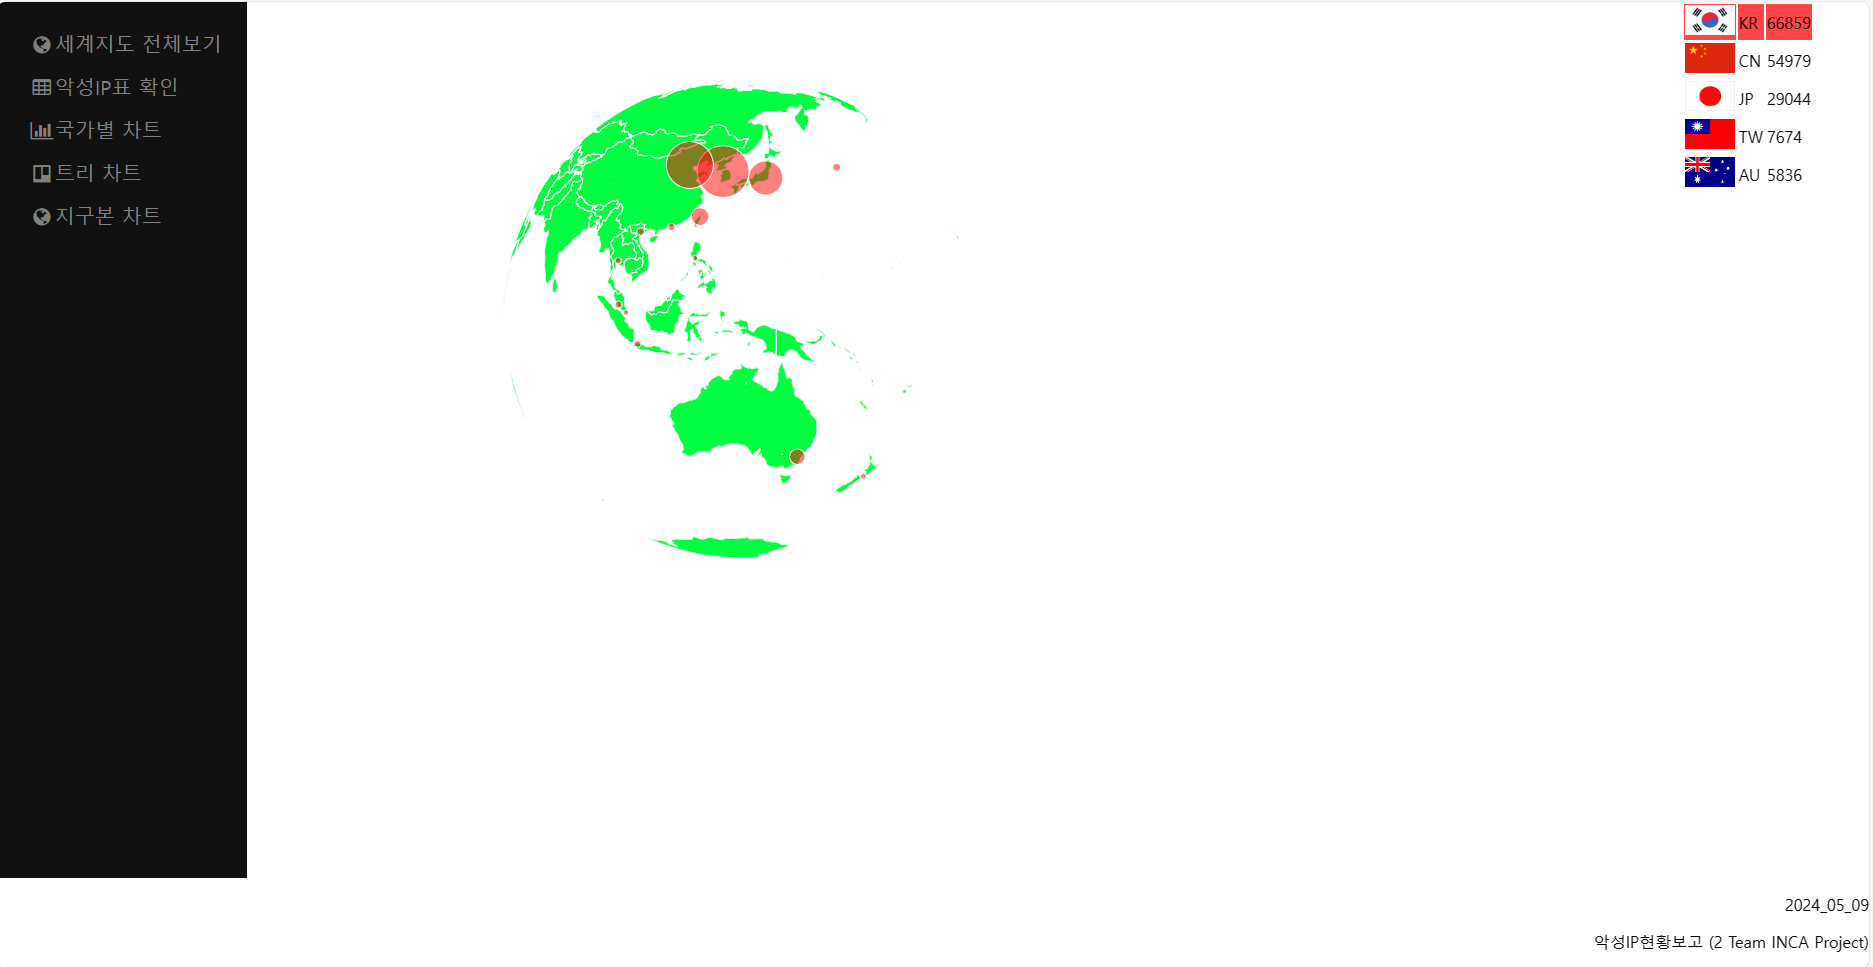 세계지도 전체보기
악성IP표 확인
국가별 차트
트리 차트
지구본 차트
KR 66859
CN 54979
JP 29044
TW 7674
AU 5836
2024_05_09
악성IP현황보고 (2 Team INCA Project)